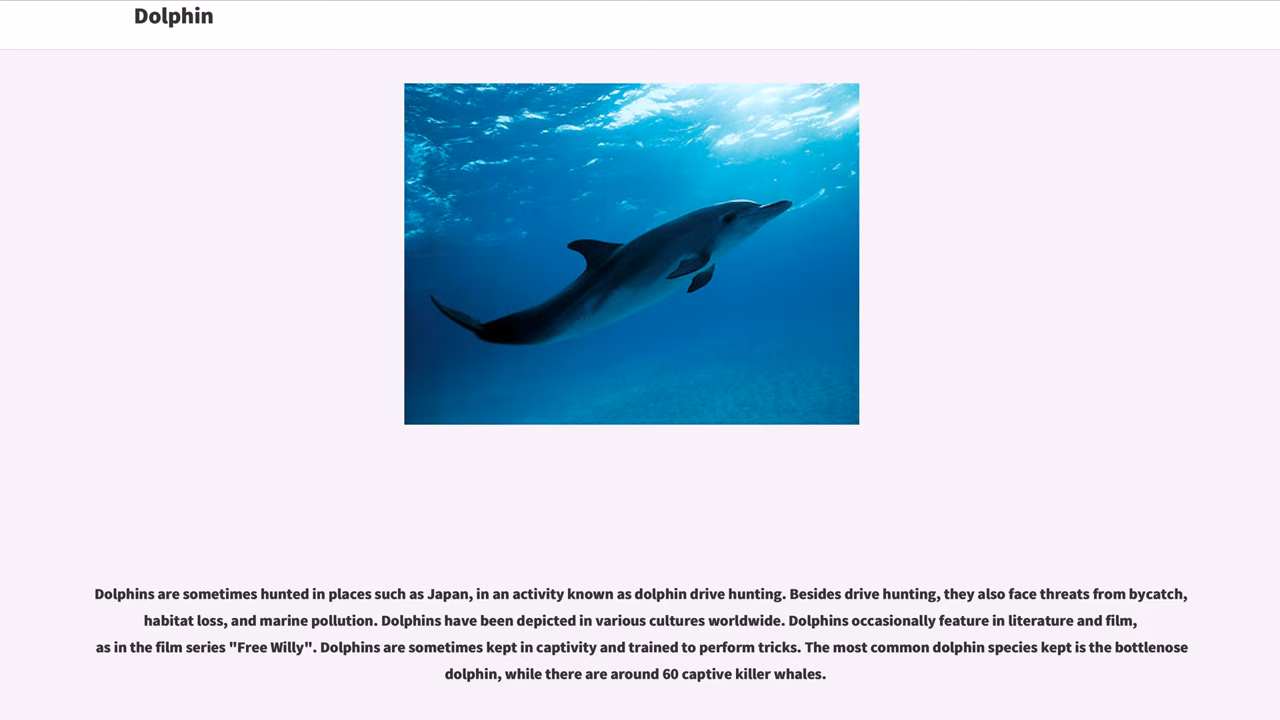 Dolphin
Dolphins are sometimes hunted in places such as Japan, in an activity known as dolphin drive hunting. Besides drive hunting, they also face threats from bycatch,
habitat loss, and marine pollution. Dolphins have been depicted in various cultures worldwide. Dolphins occasionally feature in literature and film,
as in the film series "Free Willy". Dolphins are sometimes kept in captivity and trained to perform tricks. The most common dolphin species kept is the bottlenose
dolphin, while there are around 60 captive killer whales.